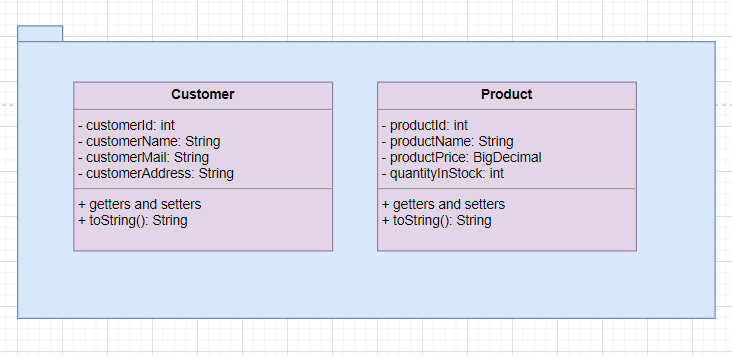 Customer
- customerId: int
- customerName: String
- customerMail: String
- customerAddress: String
+ getters and setters
+ toString(): String
Product
- productId: int
- productName: String
- productPrice: BigDecimal
- quantityInStock: int
+ getters and setters
+ toString(): String